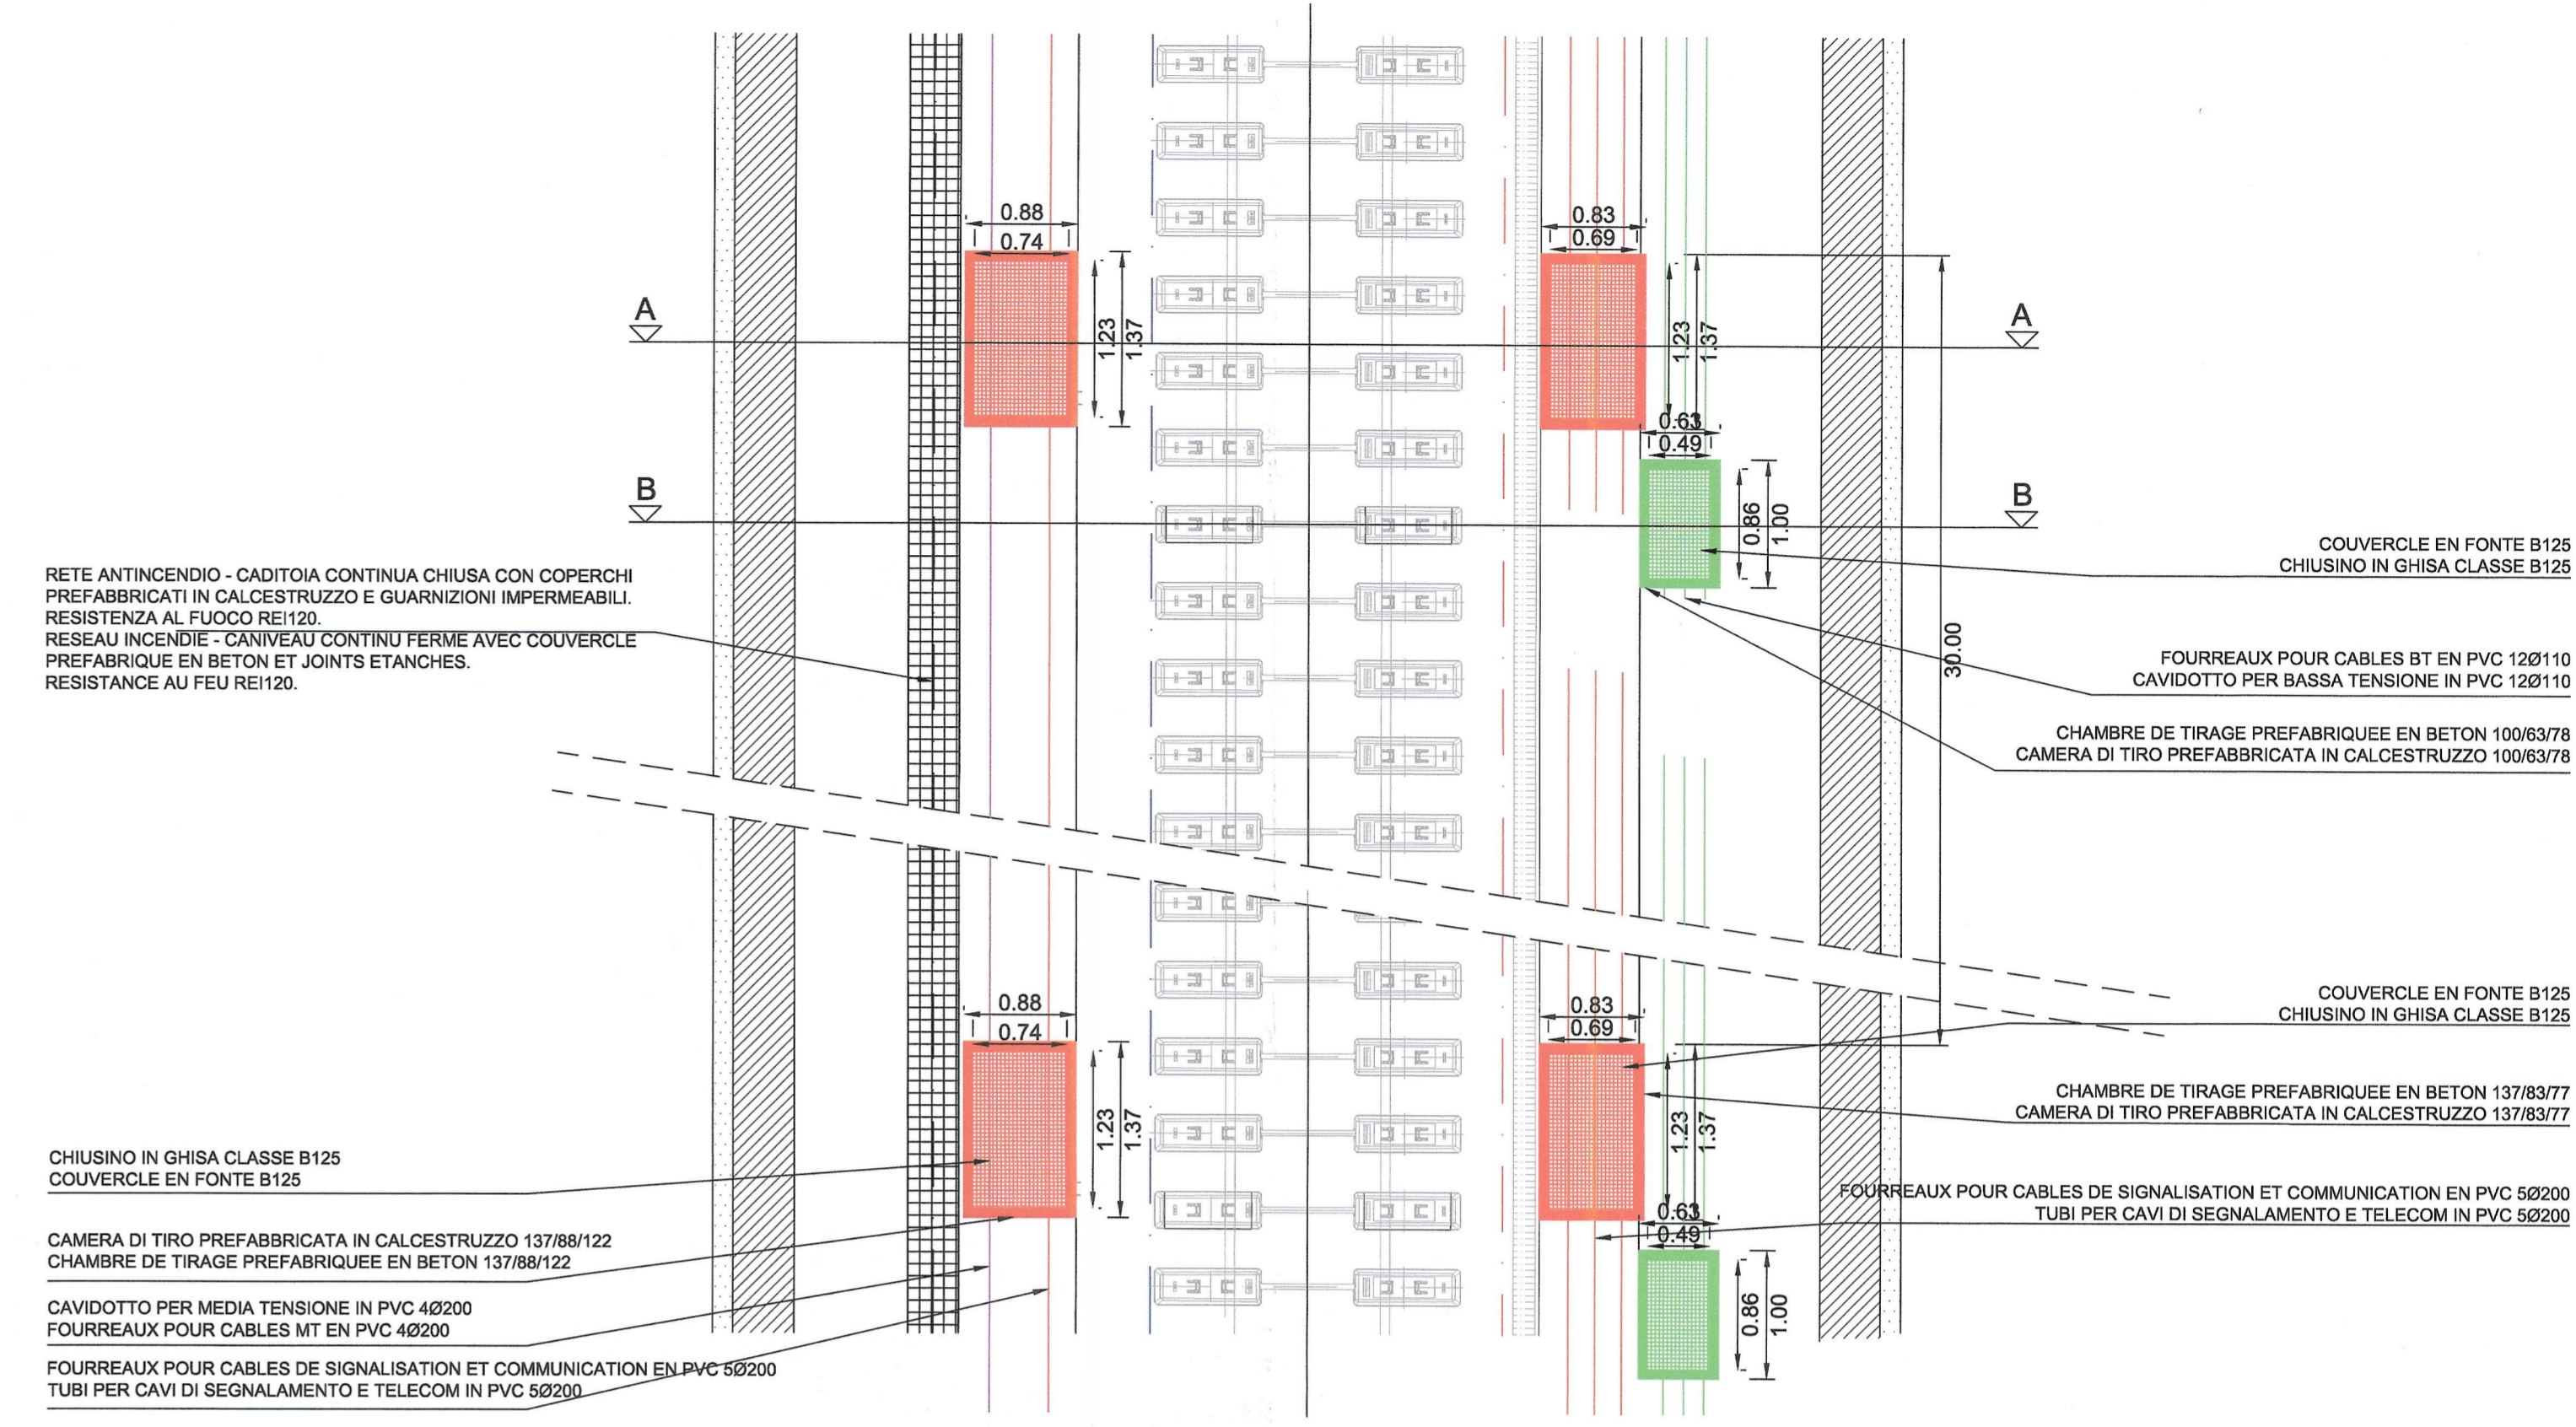 0.88
0.74
0.83
0.69
1.23
1.37
1.23
1.37
A
A
0.63
0.49
B
B
0.86
1.00
COUVERCLE EN FONTE B125
CHIUSINO IN GHISA CLASSE B125
RETE ANTINCENDIO - CADITOIA CONTINUA CHIUSA CON COPERCHI
PREFABBRICATI IN CALCESTRUZZO E GUARNIZIONI IMPERMEABILI.
RESISTENZA AL FUOCO REI120.
RESEAU INCENDIE - CANIVEAU CONTINU FERME AVEC COUVERCLE
PREFABRIQUE EN BETON ET JOINTS ETANCHES.
RESISTANCE AU FEU REI120.
30.00
FOURREAUX POUR CABLES BT EN PVC 12Ø110
CAVIDOTTO PER BASSA TENSIONE IN PVC 12Ø110
CHAMBRE DE TIRAGE PREFABRIQUEE EN BETON 100/63/78
CAMERA DI TIRO PREFABBRICATA IN CALCESTRUZZO 100/63/78
0.88
0.74
0.83
0.69
COUVERCLE EN FONTE B125
CHIUSINO IN GHISA CLASSE B125
1.23
1.37
1.23
1.37
CHAMBRE DE TIRAGE PREFABRIQUEE EN BETON 137/83/77
CAMERA DI TIRO PREFABBRICATA IN CALCESTRUZZO 137/83/77
CHIUSINO IN GHISA CLASSE B125
COUVERCLE EN FONTE B125
FOURREAUX POUR CABLES DE SIGNALISATION ET COMMUNICATION EN PVC 5Ø200
TUBI PER CAVI DI SEGNALAMENTO E TELECOM IN PVC 5Ø200
0.63
0.49
CAMERA DI TIRO PREFABBRICATA IN CALCESTRUZZO 137/88/122
CHAMBRE DE TIRAGE PREFABRIQUEE EN BETON 137/88/122
0.86
1.00
CAVIDOTTO PER MEDIA TENSIONE IN PVC 4Ø200
FOURREAUX POUR CABLES MT EN PVC 4Ø200
FOURREAUX POUR CABLES DE SIGNALISATION ET COMMUNICATION EN PVC 5Ø200
TUBI PER CAVI DI SEGNALAMENTO E TELECOM IN PVC 5Ø200